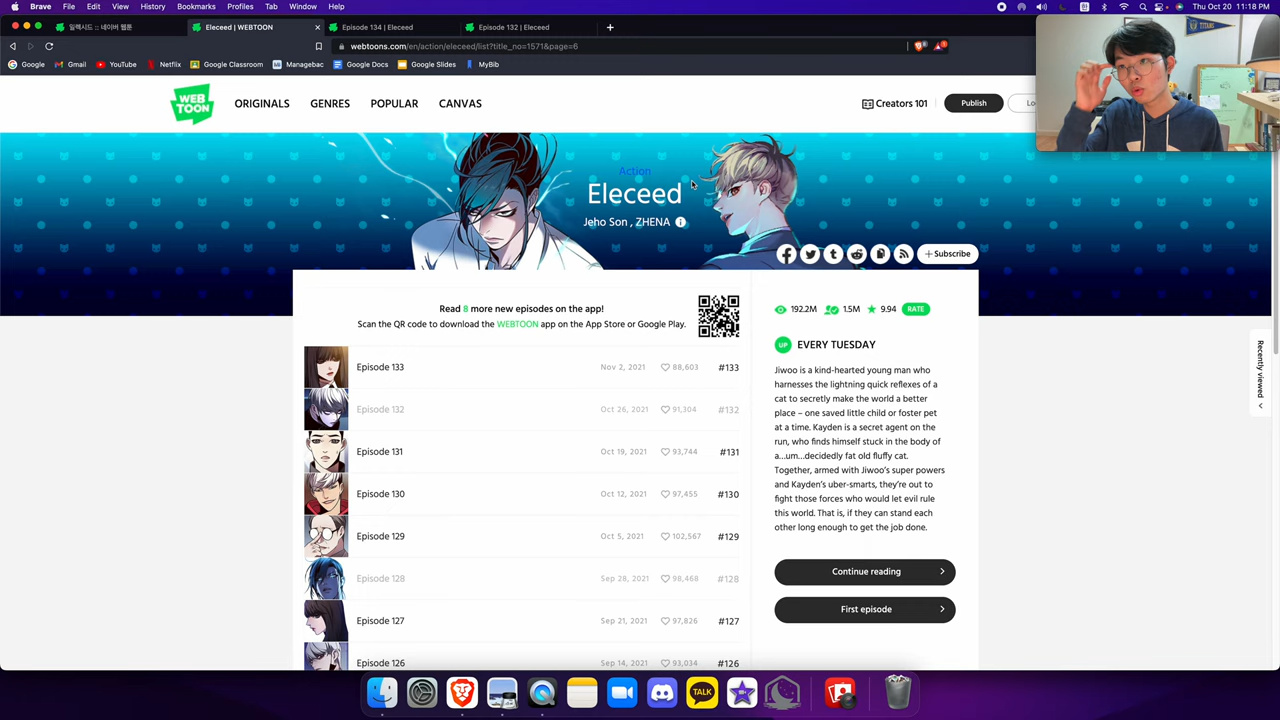 Brave File Edit View History Bookmarks Profiles Tab Window Help
Thu Oct 20 11:18 PM
일렉시드 :: 네이버 웹툰
Eleceed | WEBTOON
Episode 134 | Eleceed
Episode 132 | Eleceed
webtoons.com/en/action/eleceed/list?title_no=1571&page=6
Google Gmail YouTube Netflix Google Classroom Managebac Google Docs Google Slides MyBib
WEB
TOON
ORIGINALS GENRES POPULAR CANVAS
Creators 101
Publish
TITANS
Action
Eleceed
Jeho Son , ZHENA
+ Subscribe
Read 8 more new episodes on the app!
Scan the QR code to download the WEBTOON app on the App Store or Google Play.
Episode 133 Nov 2, 2021 88,603 #133
Episode 132 Oct 26, 2021 91,304 #132
Episode 131 Oct 19, 2021 93,744 #131
Episode 130 Oct 12, 2021 97,455 #130
Episode 129 Oct 5, 2021 102,567 #129
Episode 128 Sep 28, 2021 98,468 #128
Episode 127 Sep 21, 2021 97,826 #127
Episode 126 Sep 14, 2021 93,034 #126
192.2M 1.5M 9.94 RATE
UP EVERY TUESDAY
Jiwoo is a kind-hearted young man who
harnesses the lightning quick reflexes of a
cat to secretly make the world a better
place – one saved little child or foster pet
at a time. Kayden is a secret agent on the
run, who finds himself stuck in the body of
a...um...decidedly fat old fluffy cat.
Together, armed with Jiwoo's super powers
and Kayden's uber-smarts, they're out to
fight those forces who would let evil rule
this world. That is, if they can stand each
other long enough to get the job done.
Continue reading
First episode
Recently viewed
TALK